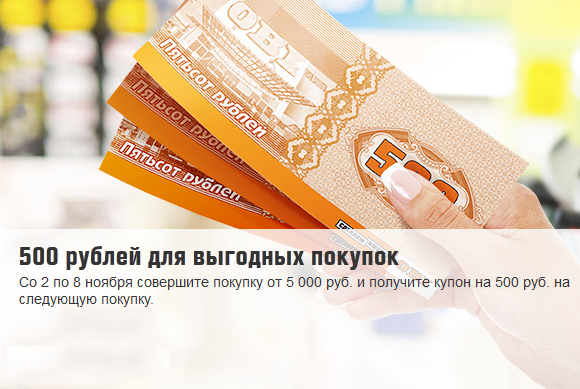 ОВИ
Пятьсот рублей
Пятьсот рублей
Пятьсот рублей
500
500 рублей для выгодных покупок
Со 2 по 8 ноября совершите покупку от 5 000 руб. и получите купон на 500 руб. на
следующую покупку.